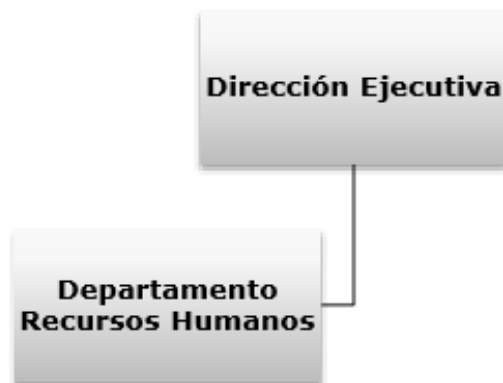 Dirección Ejecutiva
Departamento
Recursos Humanos